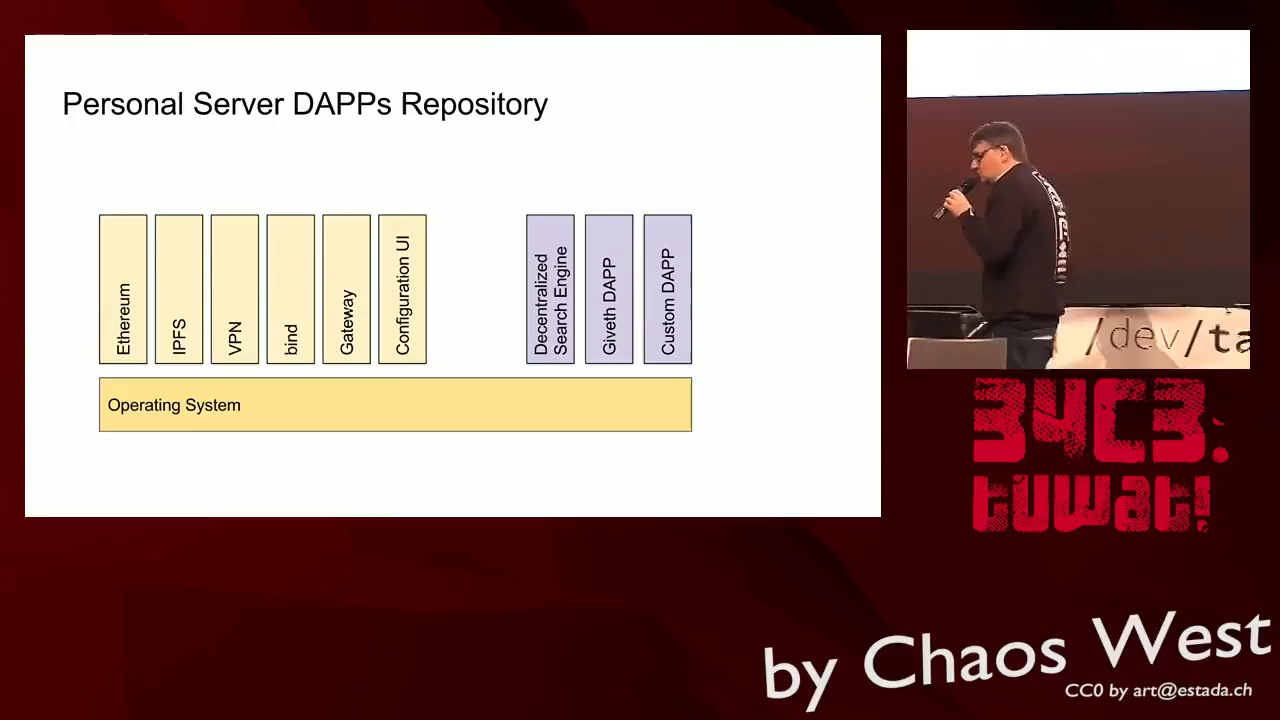 Personal Server DAPPs Repository
Ethereum
IPFS
VPN
bind
Gateway
Configuration UI
Decentralized
Search Engine
Giveth DAPP
Custom DAPP
Operating System
/dev/ta
34C3:
tuwat!
by Chaos West
CC0 by art@estada.ch